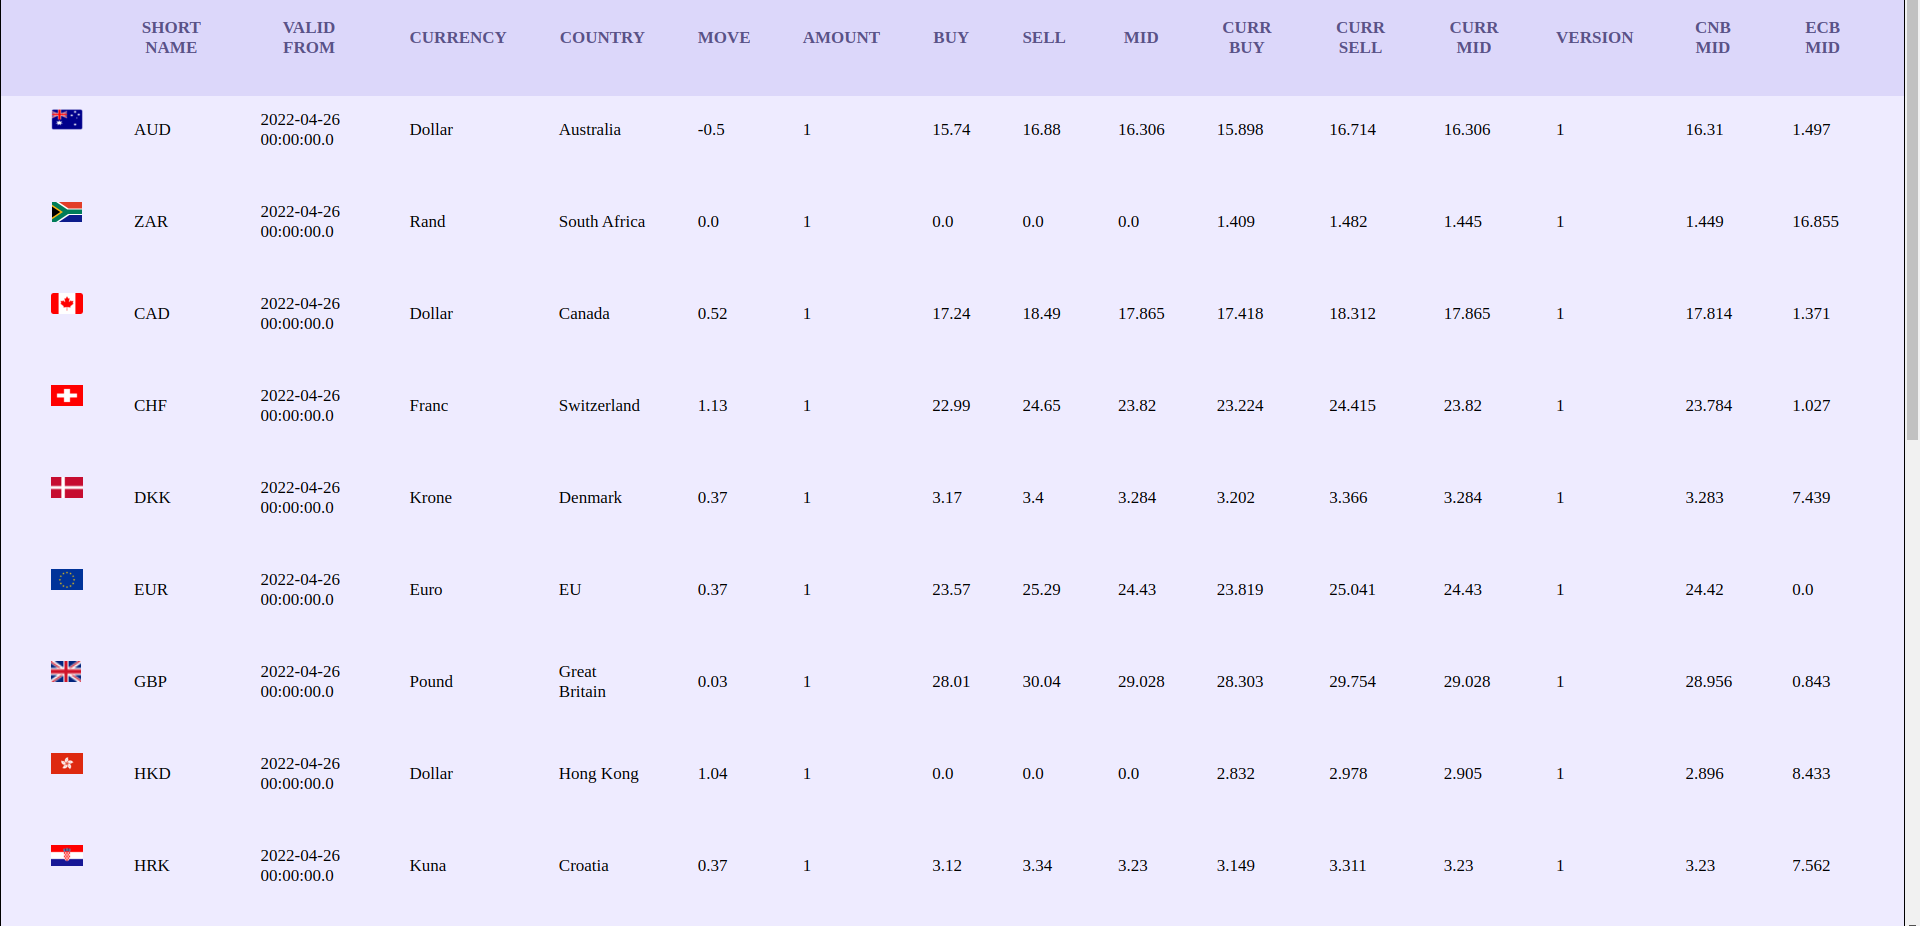 SHORT NAME VALID FROM CURRENCY COUNTRY MOVE AMOUNT BUY SELL MID CURR BUY CURR SELL CURR MID VERSION CNB MID ECB MID
AUD 2022-04-26 00:00:00.0 Dollar Australia -0.5 1 15.74 16.88 16.306 15.898 16.714 16.306 1 16.31 1.497
ZAR 2022-04-26 00:00:00.0 Rand South Africa 0.0 1 0.0 0.0 0.0 1.409 1.482 1.445 1 1.449 16.855
CAD 2022-04-26 00:00:00.0 Dollar Canada 0.52 1 17.24 18.49 17.865 17.418 18.312 17.865 1 17.814 1.371
CHF 2022-04-26 00:00:00.0 Franc Switzerland 1.13 1 22.99 24.65 23.82 23.224 24.415 23.82 1 23.784 1.027
DKK 2022-04-26 00:00:00.0 Krone Denmark 0.37 1 3.17 3.4 3.284 3.202 3.366 3.284 1 3.283 7.439
EUR 2022-04-26 00:00:00.0 Euro EU 0.37 1 23.57 25.29 24.43 23.819 25.041 24.43 1 24.42 0.0
GBP 2022-04-26 00:00:00.0 Pound Great Britain 0.03 1 28.01 30.04 29.028 28.303 29.754 29.028 1 28.956 0.843
HKD 2022-04-26 00:00:00.0 Dollar Hong Kong 1.04 1 0.0 0.0 0.0 2.832 2.978 2.905 1 2.896 8.433
HRK 2022-04-26 00:00:00.0 Kuna Croatia 0.37 1 3.12 3.34 3.23 3.149 3.311 3.23 1 3.23 7.562